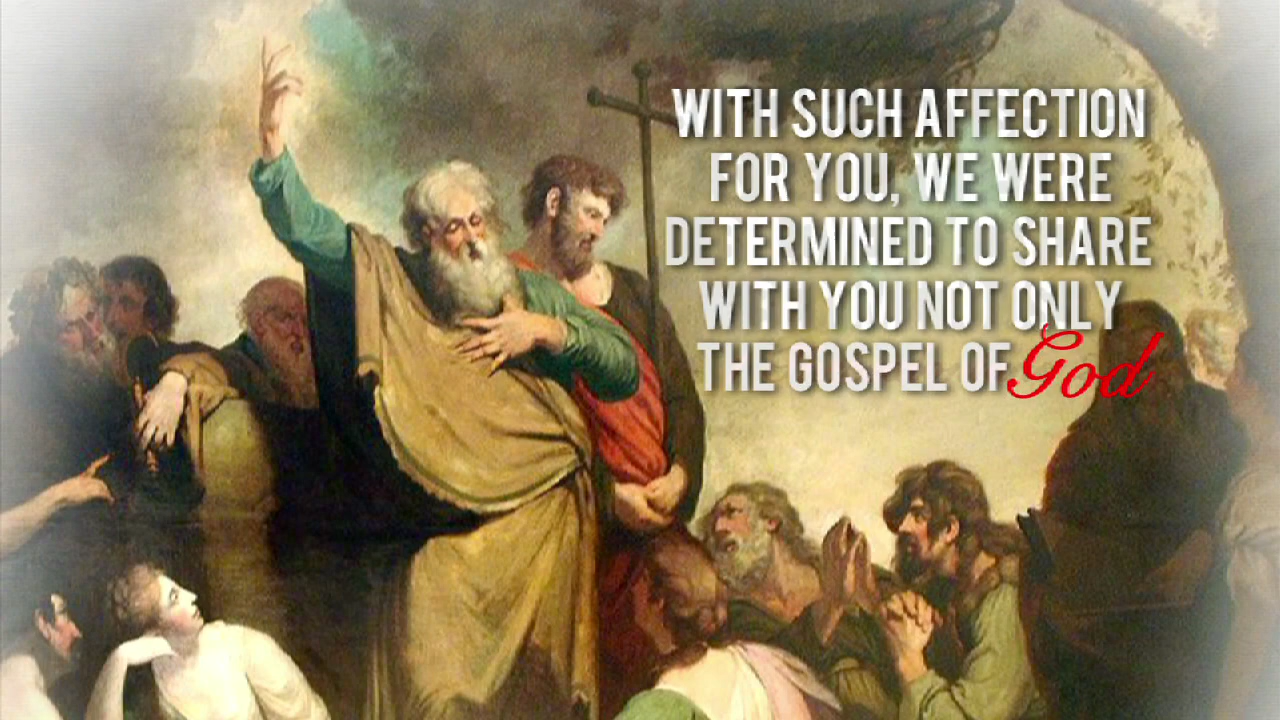 WITH SUCH AFFECTION
FOR YOU, WE WERE
DETERMINED TO SHARE
WITH YOU NOT ONLY
THE GOSPEL OF God